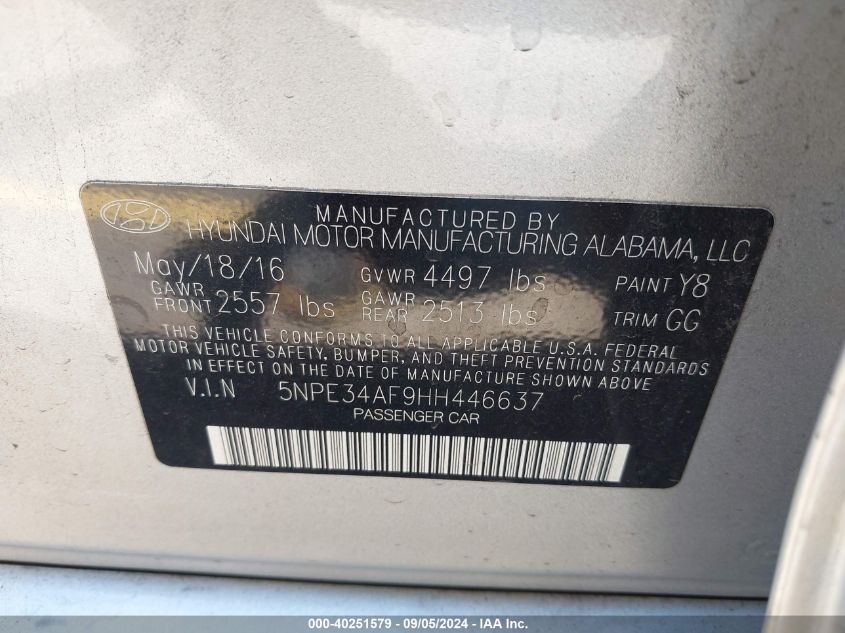 MANUFACTURED BY
HYUNDAI MOTOR MANUFACTURING ALABAMA, LLC
May/18/16 GVWR 4497 lbs PAINT Y8
GAWR FRONT 2557 lbs GAWR REAR 2513 lbs TRIM GG
THIS VEHICLE CONFORMS TO ALL APPLICABLE U.S.A. FEDERAL
MOTOR VEHICLE SAFETY, BUMPER, AND THEFT PREVENTION STANDARDS
IN EFFECT ON THE DATE OF MANUFACTURE SHOWN ABOVE.
V.I.N 5NPE34AF9HH446637
PASSENGER CAR
000-40251579 - 09/05/2024 - IAA Inc.